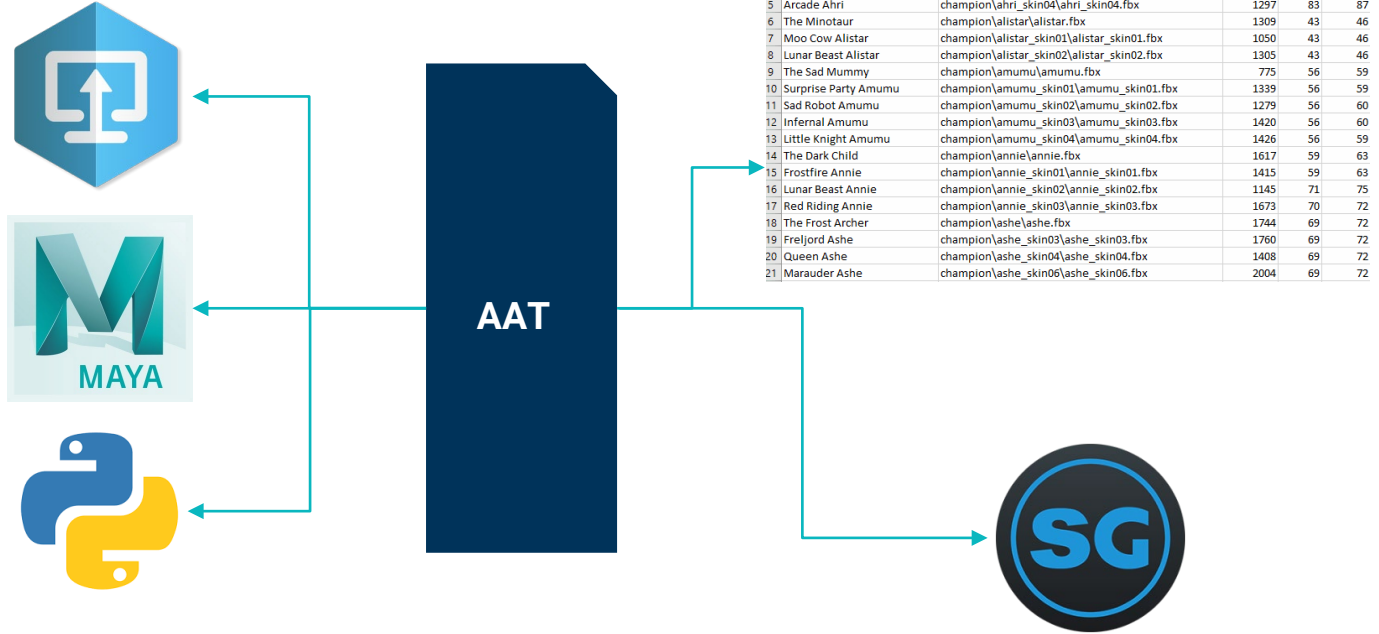 5 Arcade Ahri champion\ahri_skin04\ahri_skin04.fbx 1297 83 87
6 The Minotaur champion\alistar\alistar.fbx 1309 43 46
7 Moo Cow Alistar champion\alistar_skin01\alistar_skin01.fbx 1050 43 46
8 Lunar Beast Alistar champion\alistar_skin02\alistar_skin02.fbx 1305 43 46
9 The Sad Mummy champion\amumu\amumu.fbx 775 56 59
10 Surprise Party Amumu champion\amumu_skin01\amumu_skin01.fbx 1339 56 59
11 Sad Robot Amumu champion\amumu_skin02\amumu_skin02.fbx 1279 56 60
12 Infernal Amumu champion\amumu_skin03\amumu_skin03.fbx 1420 56 60
13 Little Knight Amumu champion\amumu_skin04\amumu_skin04.fbx 1426 56 59
14 The Dark Child champion\annie\annie.fbx 1617 59 63
15 Frostfire Annie champion\annie_skin01\annie_skin01.fbx 1415 59 63
16 Lunar Beast Annie champion\annie_skin02\annie_skin02.fbx 1145 71 75
17 Red Riding Annie champion\annie_skin03\annie_skin03.fbx 1673 70 72
18 The Frost Archer champion\ashe\ashe.fbx 1744 69 72
19 Freljord Ashe champion\ashe_skin03\ashe_skin03.fbx 1760 69 72
20 Queen Ashe champion\ashe_skin04\ashe_skin04.fbx 1408 69 72
21 Marauder Ashe champion\ashe_skin06\ashe_skin06.fbx 2004 69 72
AAT
M
MAYA
SG